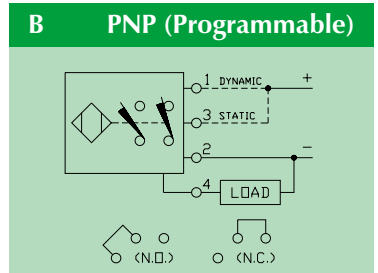 B PNP (Programmable)
1 DYNAMIC +
3 STATIC
2 −
4 LOAD
(N.O.) (N.C.)